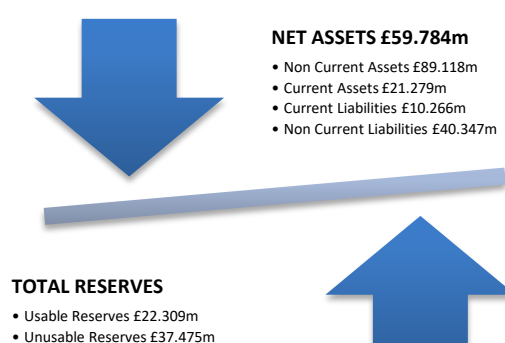 NET ASSETS £59.784m
• Non Current Assets £89.118m
• Current Assets £21.279m
• Current Liabilities £10.266m
• Non Current Liabilities £40.347m
TOTAL RESERVES
• Usable Reserves £22.309m
• Unusable Reserves £37.475m